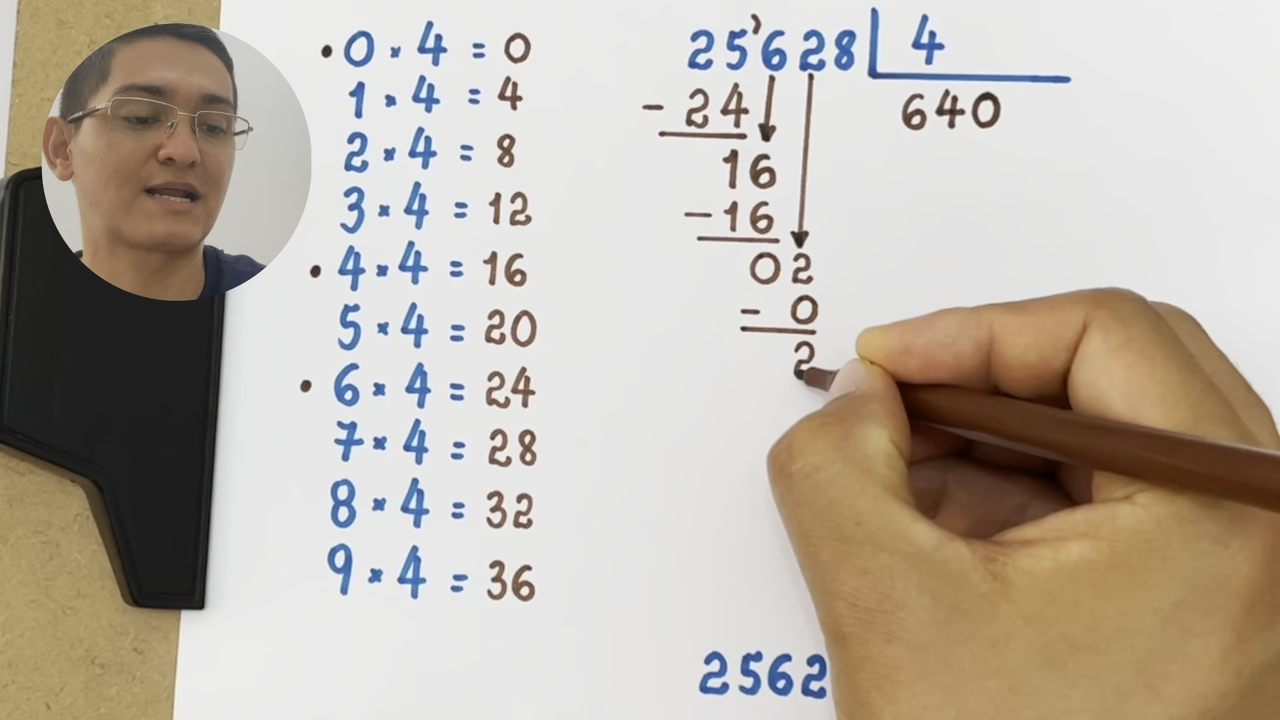 • 0 × 4 = 0
1 × 4 = 4
2 × 4 = 8
3 × 4 = 12
• 4 × 4 = 16
5 × 4 = 20
• 6 × 4 = 24
7 × 4 = 28
8 × 4 = 32
9 × 4 = 36
25'628 4
- 24 640
16
- 16
02
- 0
2
2562